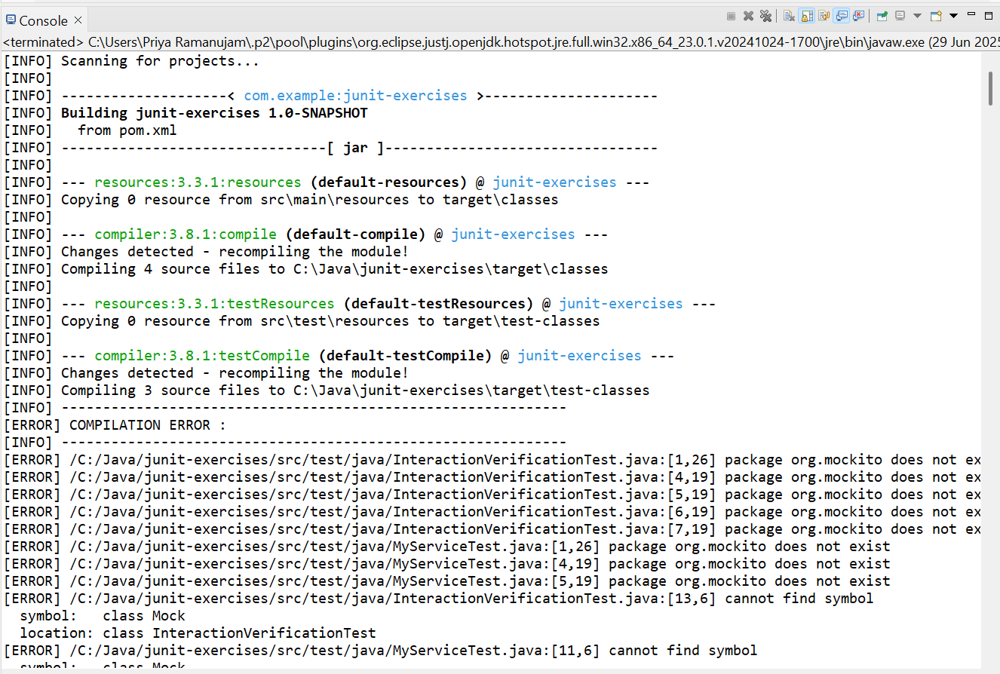 Console
<terminated> C:\Users\Priya Ramanujam\.p2\pool\plugins\org.eclipse.justj.openjdk.hotspot.jre.full.win32.x86_64_23.0.1.v20241024-1700\jre\bin\javaw.exe (29 Jun 2025
[INFO] Scanning for projects...
[INFO]
[INFO] --------------------< com.example:junit-exercises >---------------------
[INFO] Building junit-exercises 1.0-SNAPSHOT
[INFO]   from pom.xml
[INFO] --------------------------------[ jar ]---------------------------------
[INFO]
[INFO] --- resources:3.3.1:resources (default-resources) @ junit-exercises ---
[INFO] Copying 0 resource from src\main\resources to target\classes
[INFO]
[INFO] --- compiler:3.8.1:compile (default-compile) @ junit-exercises ---
[INFO] Changes detected - recompiling the module!
[INFO] Compiling 4 source files to C:\Java\junit-exercises\target\classes
[INFO]
[INFO] --- resources:3.3.1:testResources (default-testResources) @ junit-exercises ---
[INFO] Copying 0 resource from src\test\resources to target\test-classes
[INFO]
[INFO] --- compiler:3.8.1:testCompile (default-testCompile) @ junit-exercises ---
[INFO] Changes detected - recompiling the module!
[INFO] Compiling 3 source files to C:\Java\junit-exercises\target\test-classes
[INFO] -------------------------------------------------------------
[ERROR] COMPILATION ERROR :
[INFO] -------------------------------------------------------------
[ERROR] /C:/Java/junit-exercises/src/test/java/InteractionVerificationTest.java:[1,26] package org.mockito does not ex
[ERROR] /C:/Java/junit-exercises/src/test/java/InteractionVerificationTest.java:[4,19] package org.mockito does not ex
[ERROR] /C:/Java/junit-exercises/src/test/java/InteractionVerificationTest.java:[5,19] package org.mockito does not ex
[ERROR] /C:/Java/junit-exercises/src/test/java/InteractionVerificationTest.java:[6,19] package org.mockito does not ex
[ERROR] /C:/Java/junit-exercises/src/test/java/InteractionVerificationTest.java:[7,19] package org.mockito does not ex
[ERROR] /C:/Java/junit-exercises/src/test/java/MyServiceTest.java:[1,26] package org.mockito does not exist
[ERROR] /C:/Java/junit-exercises/src/test/java/MyServiceTest.java:[4,19] package org.mockito does not exist
[ERROR] /C:/Java/junit-exercises/src/test/java/MyServiceTest.java:[5,19] package org.mockito does not exist
[ERROR] /C:/Java/junit-exercises/src/test/java/InteractionVerificationTest.java:[13,6] cannot find symbol
  symbol:   class Mock
  location: class InteractionVerificationTest
[ERROR] /C:/Java/junit-exercises/src/test/java/MyServiceTest.java:[11,6] cannot find symbol
  symbol:   class Mock